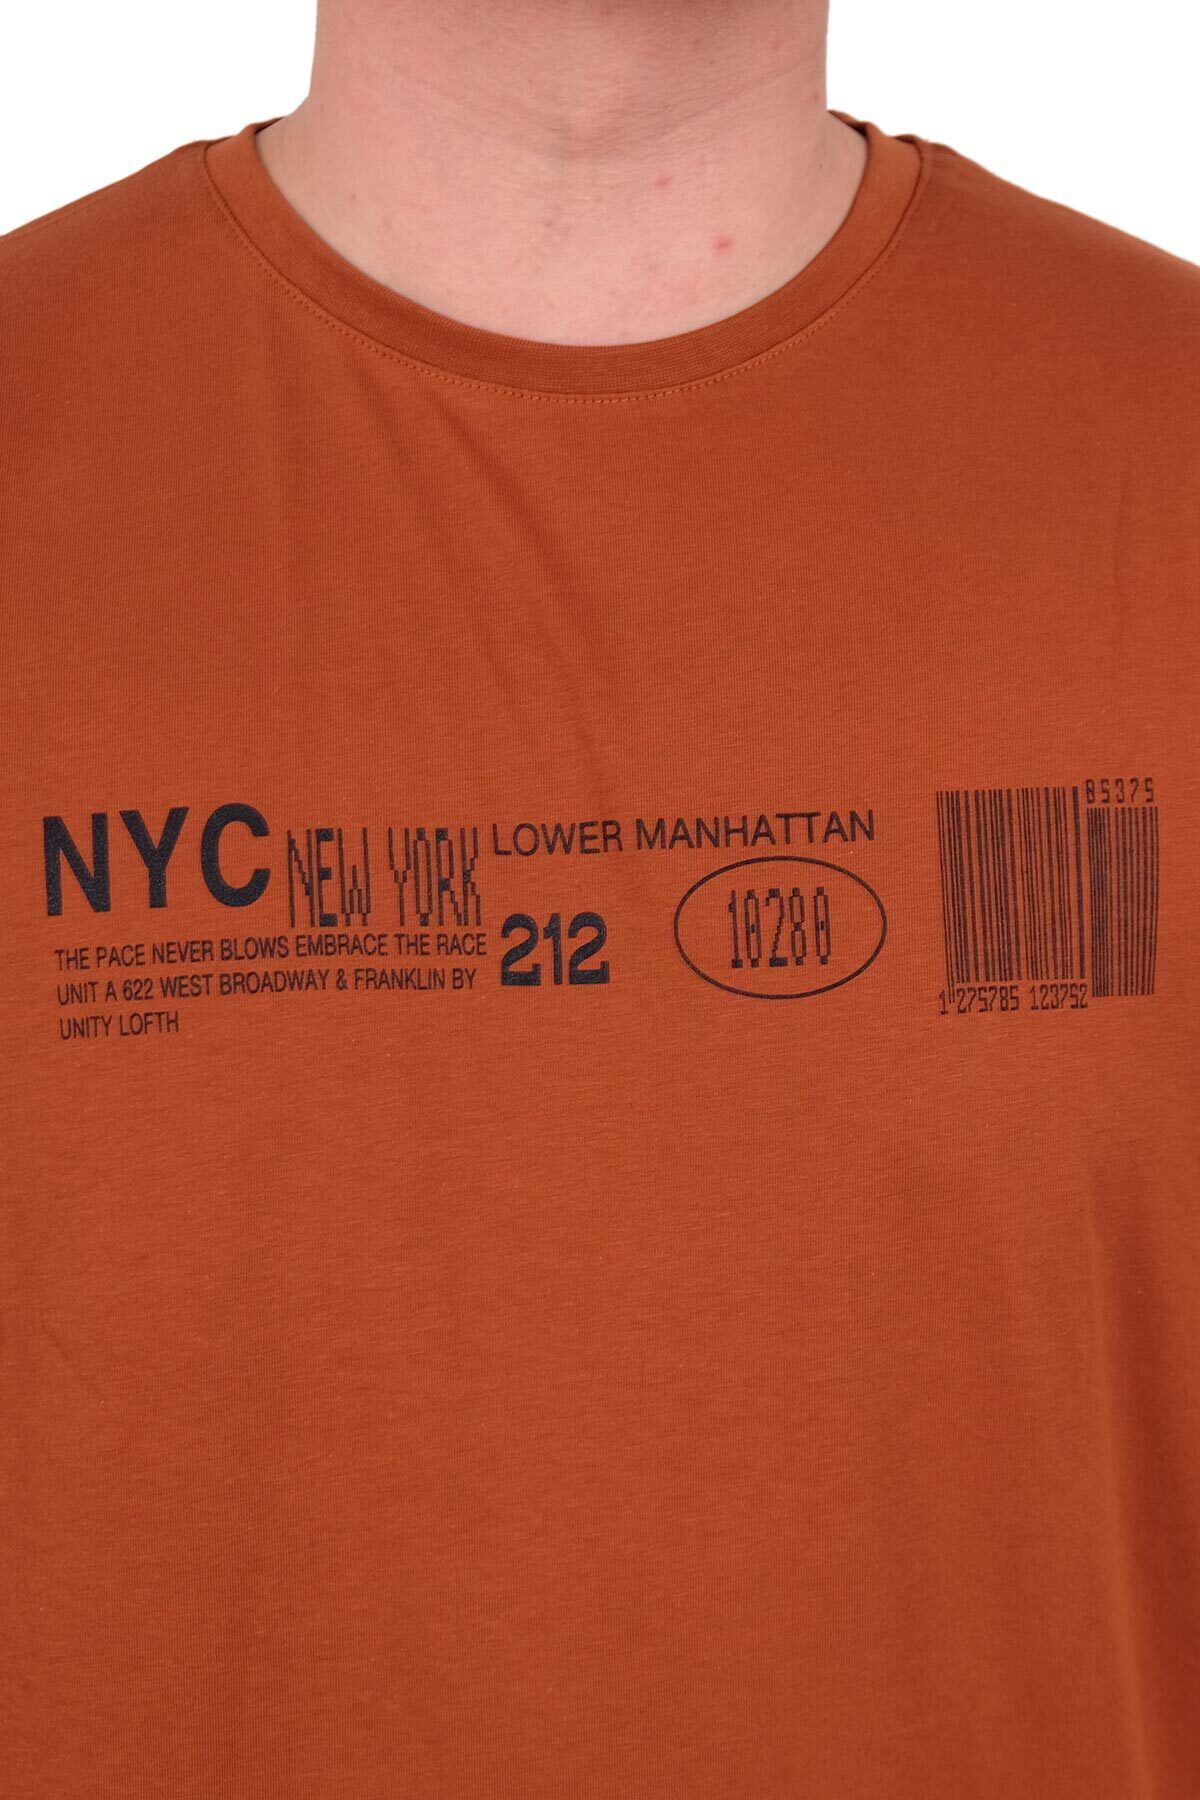 NYC NEW YORK LOWER MANHATTAN
THE PACE NEVER BLOWS EMBRACE THE RACE
UNIT A 622 WEST BROADWAY & FRANKLIN BY
UNITY LOFTH
212
10280
85375
1 275785 123752